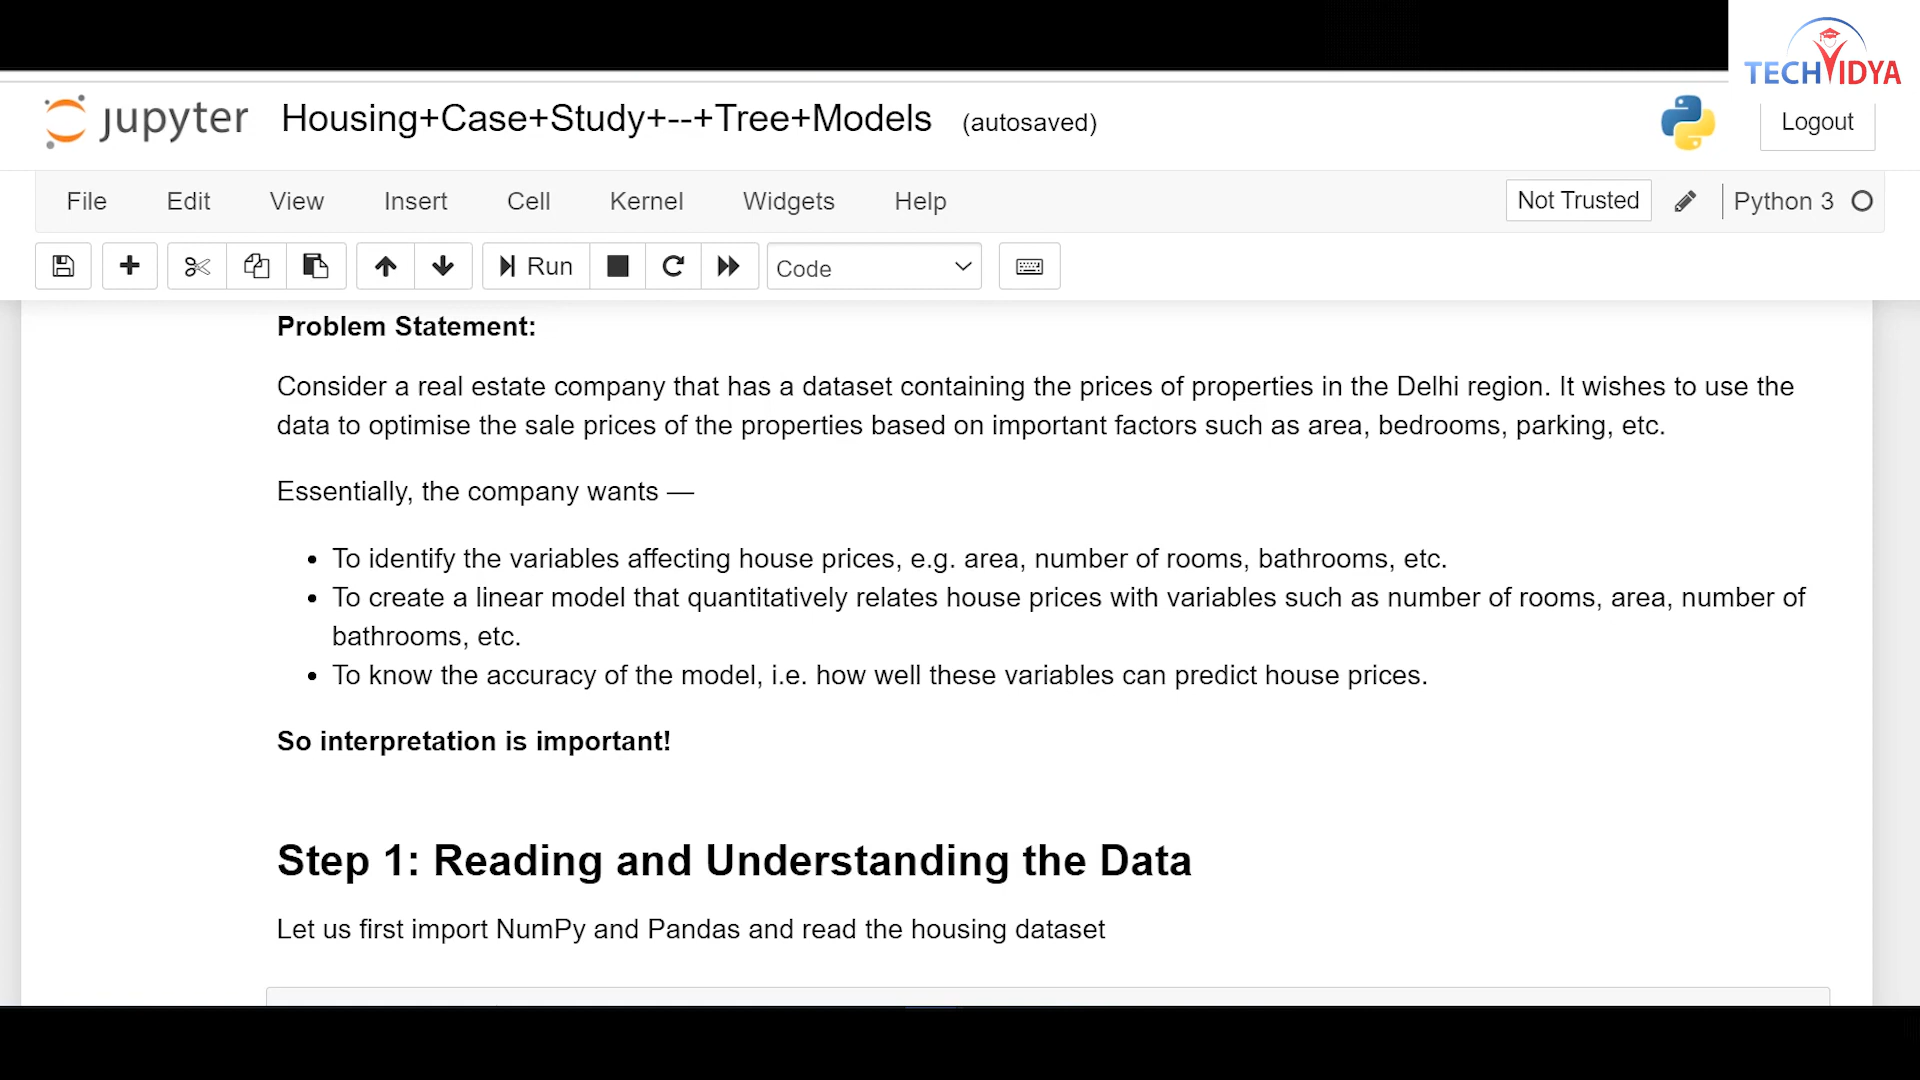 TECHVIDYA
jupyter Housing+Case+Study+--+Tree+Models (autosaved)
Logout
File Edit View Insert Cell Kernel Widgets Help Not Trusted Python 3
Run Code
Problem Statement:
Consider a real estate company that has a dataset containing the prices of properties in the Delhi region. It wishes to use the
data to optimise the sale prices of the properties based on important factors such as area, bedrooms, parking, etc.
Essentially, the company wants —
• To identify the variables affecting house prices, e.g. area, number of rooms, bathrooms, etc.
• To create a linear model that quantitatively relates house prices with variables such as number of rooms, area, number of
bathrooms, etc.
• To know the accuracy of the model, i.e. how well these variables can predict house prices.
So interpretation is important!
Step 1: Reading and Understanding the Data
Let us first import NumPy and Pandas and read the housing dataset